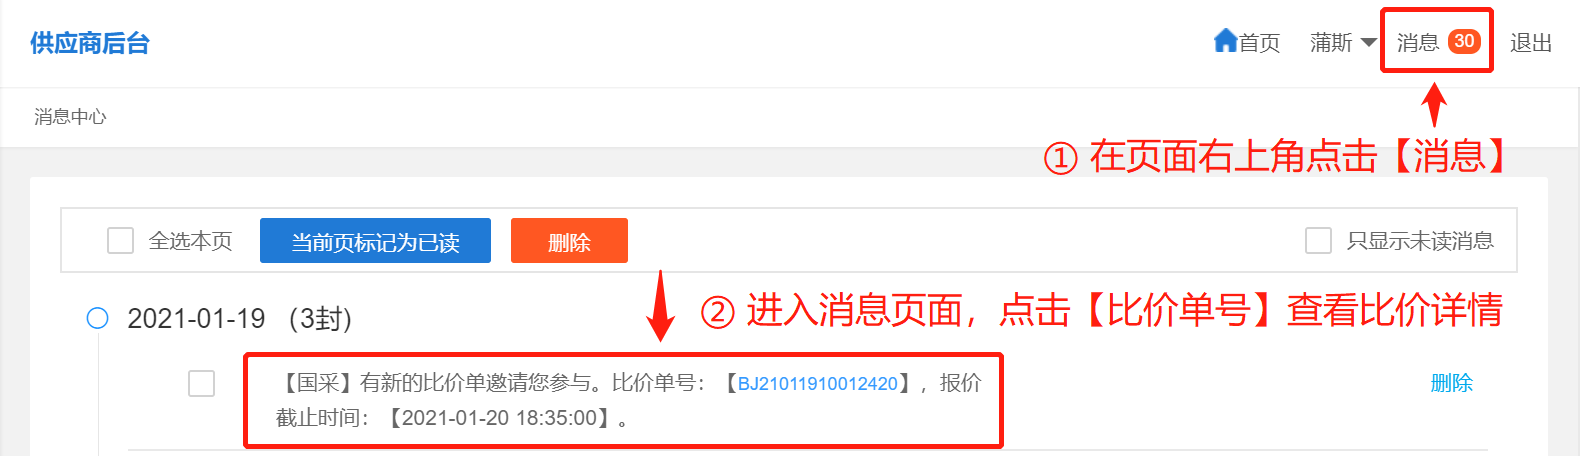 供应商后台
首页 蒲斯 消息 30 退出
消息中心
① 在页面右上角点击【消息】
全选本页 当前页标记为已读 删除 只显示未读消息
② 进入消息页面，点击【比价单号】查看比价详情
2021-01-19 （3封)
【国采】有新的比价单邀请您参与。比价单号：【BJ21011910012420】，报价
截止时间：【2021-01-20 18:35:00】。
删除